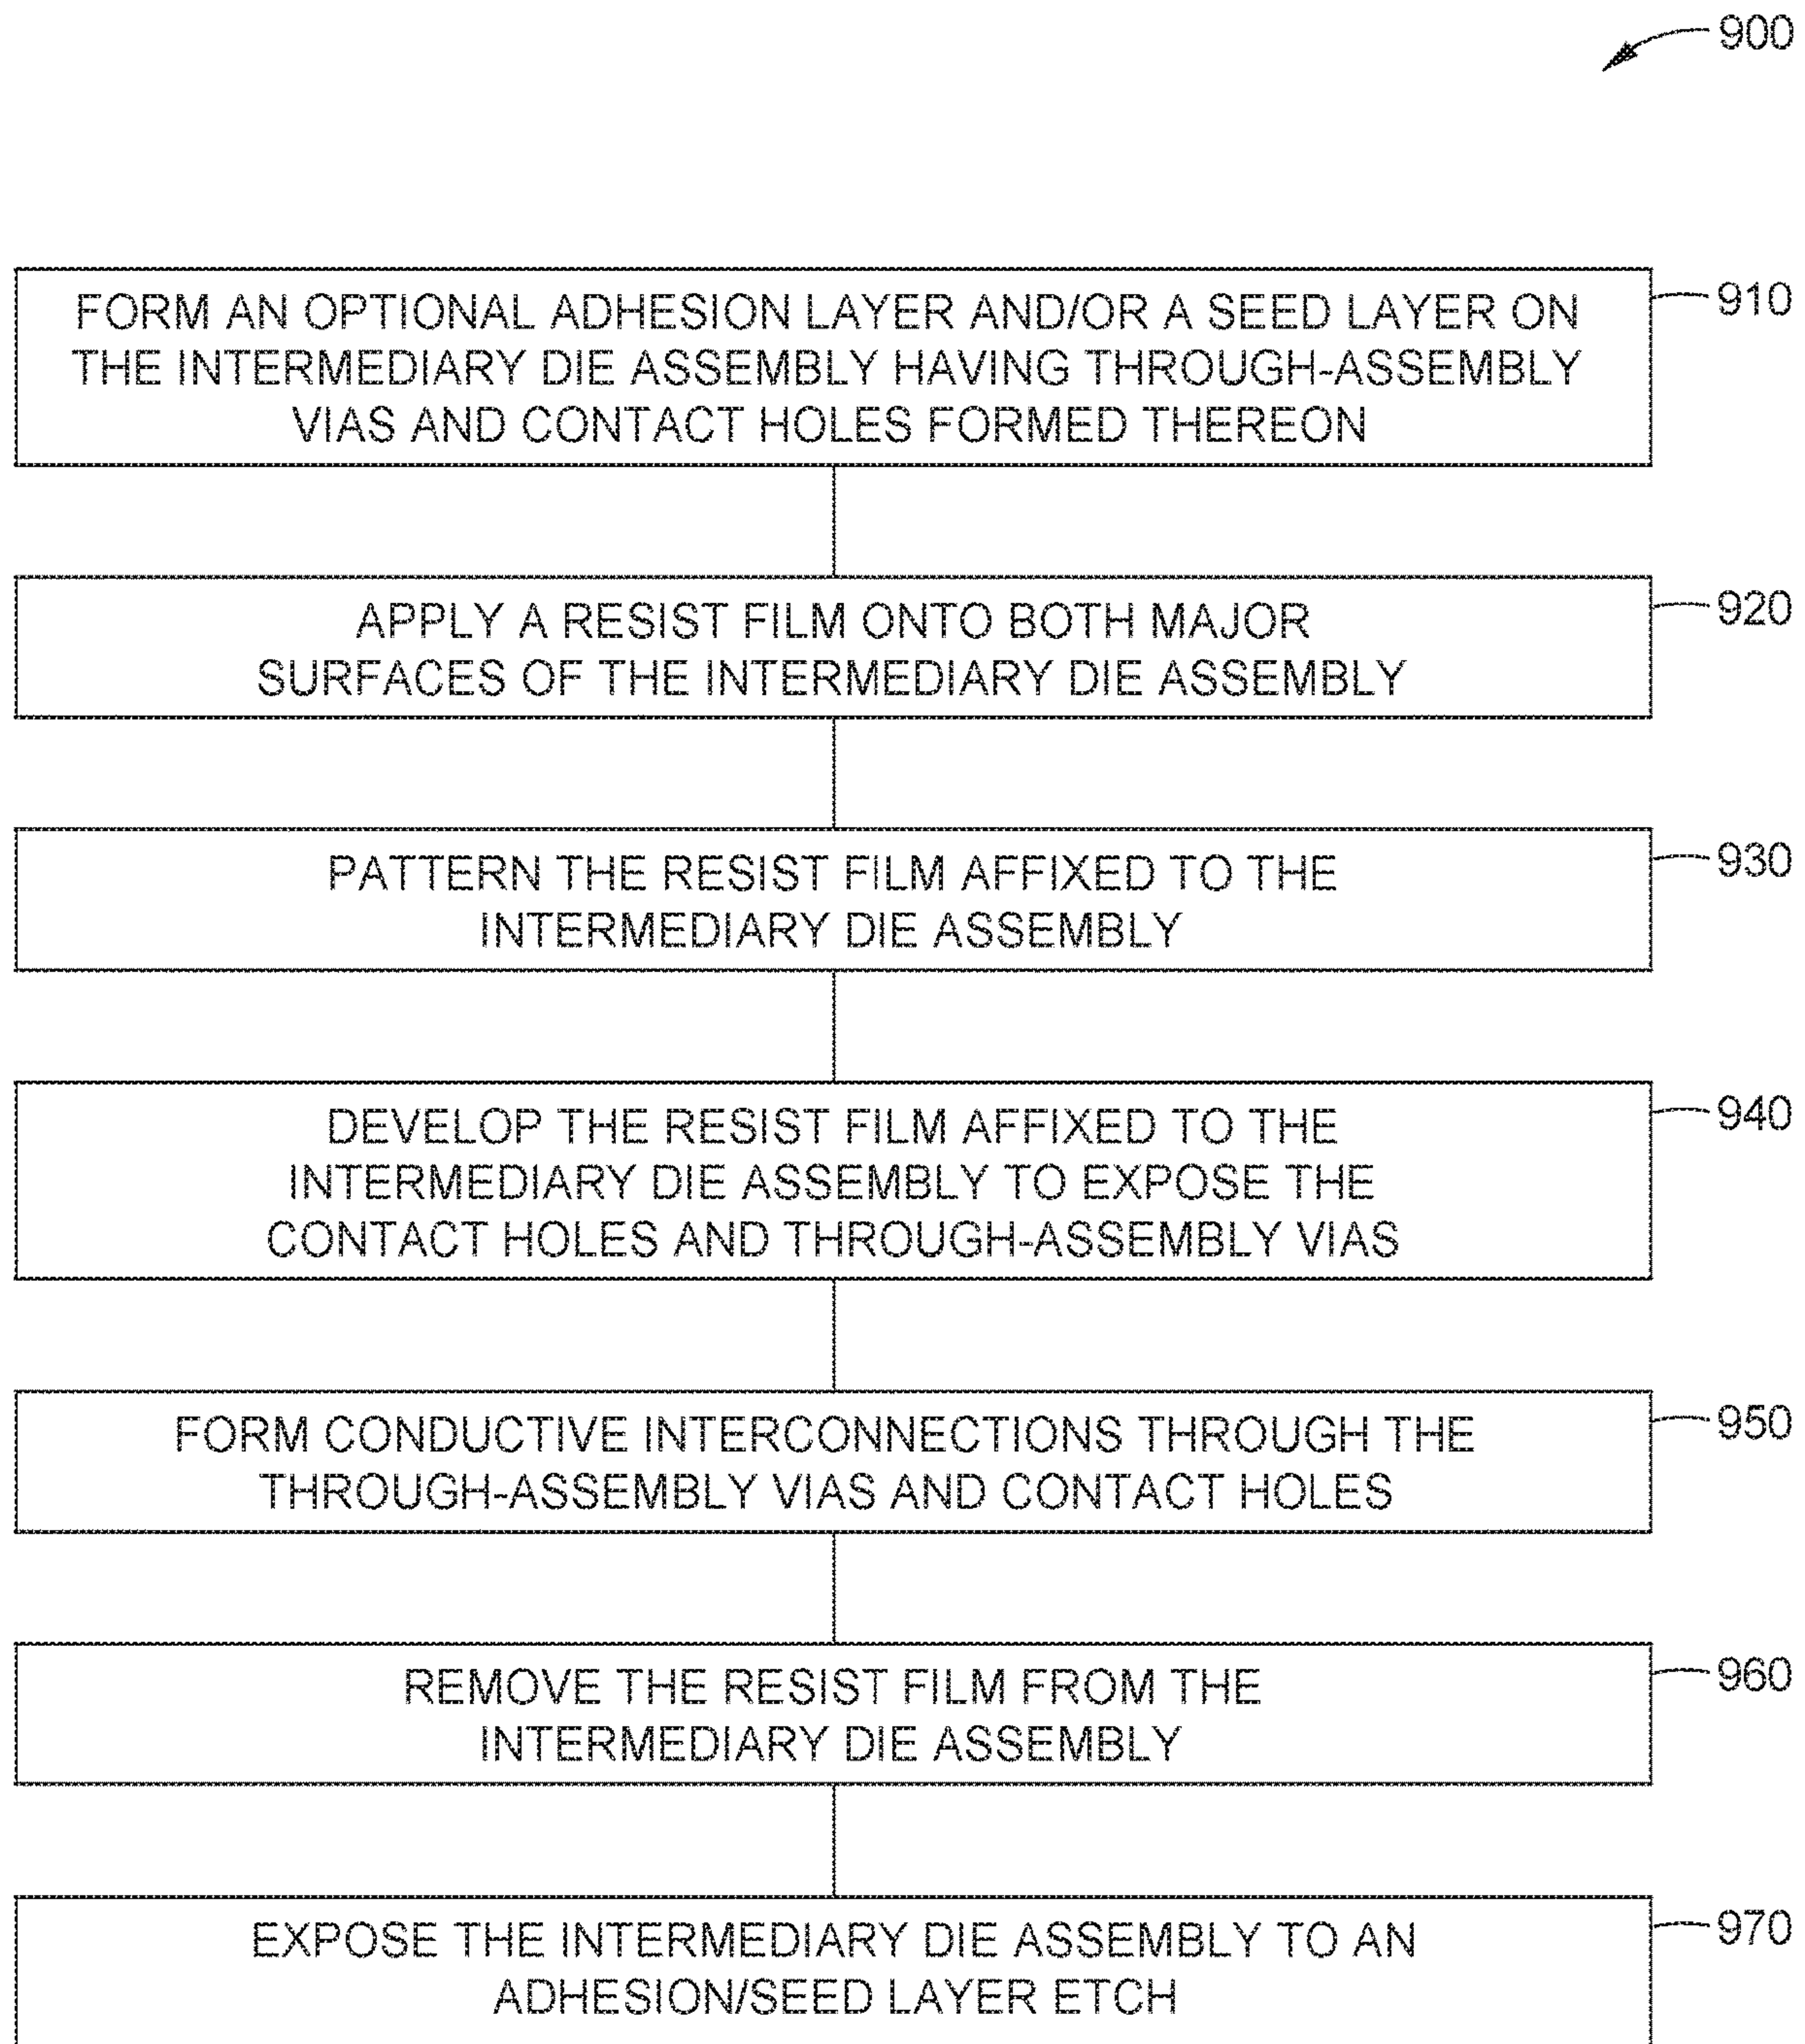 900
FORM AN OPTIONAL ADHESION LAYER AND/OR A SEED LAYER ON
THE INTERMEDIARY DIE ASSEMBLY HAVING THROUGH-ASSEMBLY
VIAS AND CONTACT HOLES FORMED THEREON
910
APPLY A RESIST FILM ONTO BOTH MAJOR
SURFACES OF THE INTERMEDIARY DIE ASSEMBLY
920
PATTERN THE RESIST FILM AFFIXED TO THE
INTERMEDIARY DIE ASSEMBLY
930
DEVELOP THE RESIST FILM AFFIXED TO THE
INTERMEDIARY DIE ASSEMBLY TO EXPOSE THE
CONTACT HOLES AND THROUGH-ASSEMBLY VIAS
940
FORM CONDUCTIVE INTERCONNECTIONS THROUGH THE
THROUGH-ASSEMBLY VIAS AND CONTACT HOLES
950
REMOVE THE RESIST FILM FROM THE
INTERMEDIARY DIE ASSEMBLY
960
EXPOSE THE INTERMEDIARY DIE ASSEMBLY TO AN
ADHESION/SEED LAYER ETCH
970